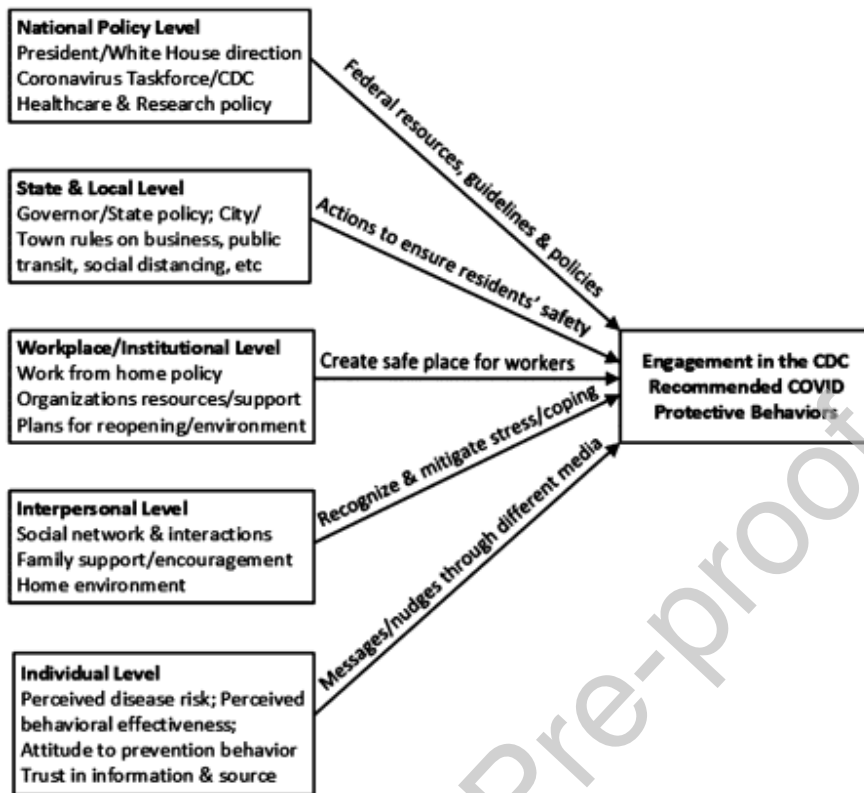 National Policy Level
President/White House direction
Coronavirus Taskforce/CDC
Healthcare & Research policy
Federal resources, guidelines & policies
State & Local Level
Governor/State policy; City/
Town rules on business, public
transit, social distancing, etc
Actions to ensure residents' safety
Workplace/Institutional Level
Work from home policy
Organizations resources/support
Plans for reopening/environment
Create safe place for workers
Engagement in the CDC
Recommended COVID
Protective Behaviors
Interpersonal Level
Social network & interactions
Family support/encouragement
Home environment
Recognize & mitigate stress/coping
Individual Level
Perceived disease risk; Perceived
behavioral effectiveness;
Attitude to prevention behavior
Trust in information & source
Messages/nudges through different media
Pre-proof